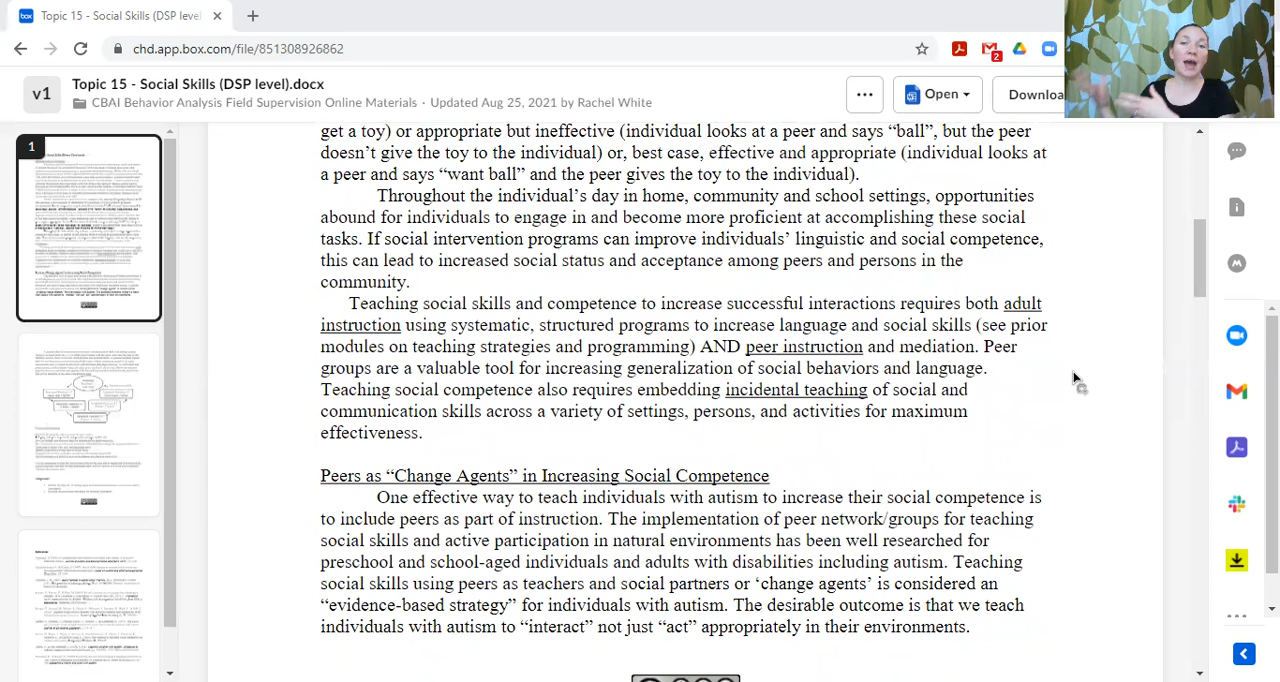 Topic 15 - Social Skills (DSP leve
chd.app.box.com/file/851308926862
2
v1
Topic 15 - Social Skills (DSP level).docx
CBAI Behavior Analysis Field Supervision Online Materials · Updated Aug 25, 2021 by Rachel White
Open
Downloa
1
get a toy) or appropriate but ineffective (individual looks at a peer and says “ball”, but the peer
doesn’t give the toy to the individual) or, best case, effective and appropriate (individual looks at
a peer and says “want ball” and the peer gives the toy to the individual).
Throughout an individual’s day in home, community and school settings, opportunities
abound for individuals to engage in and become more proficient at accomplishing these social
tasks. If social intervention programs can improve individuals’ linguistic and social competence,
this can lead to increased social status and acceptance among peers and persons in the
community.
Teaching social skills and competence to increase successful interactions requires both adult
instruction using systematic, structured programs to increase language and social skills (see prior
modules on teaching strategies and programming) AND peer instruction and mediation. Peer
groups are a valuable tool for increasing generalization of social behaviors and language.
Teaching social competence also requires embedding incidental teaching of social and
communication skills across a variety of settings, persons, and activities for maximum
effectiveness.
Peers as “Change Agents” in Increasing Social Competence
One effective way to teach individuals with autism to increase their social competence is
to include peers as part of instruction. The implementation of peer network/groups for teaching
social skills and active participation in natural environments has been well researched for
preschool and school-aged individuals and adults with disabilities including autism. Teaching
social skills with peers as tutors and social partners or ‘change agents’ is considered an
evidence-based strategy for individuals with autism. The target outcome is that we teach
individuals with autism to “interact” not just “act” appropriately in their environments.